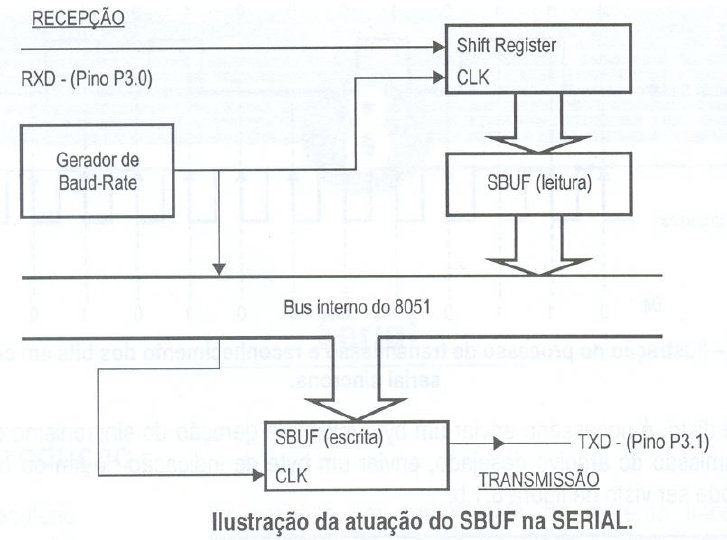 RECEPÇÃO
RXD - (Pino P3.0)
Shift Register
CLK
Gerador de
Baud-Rate
SBUF (leitura)
Bus interno do 8051
SBUF (escrita)
CLK
TXD - (Pino P3.1)
TRANSMISSÃO
Ilustração da atuação do SBUF na SERIAL.